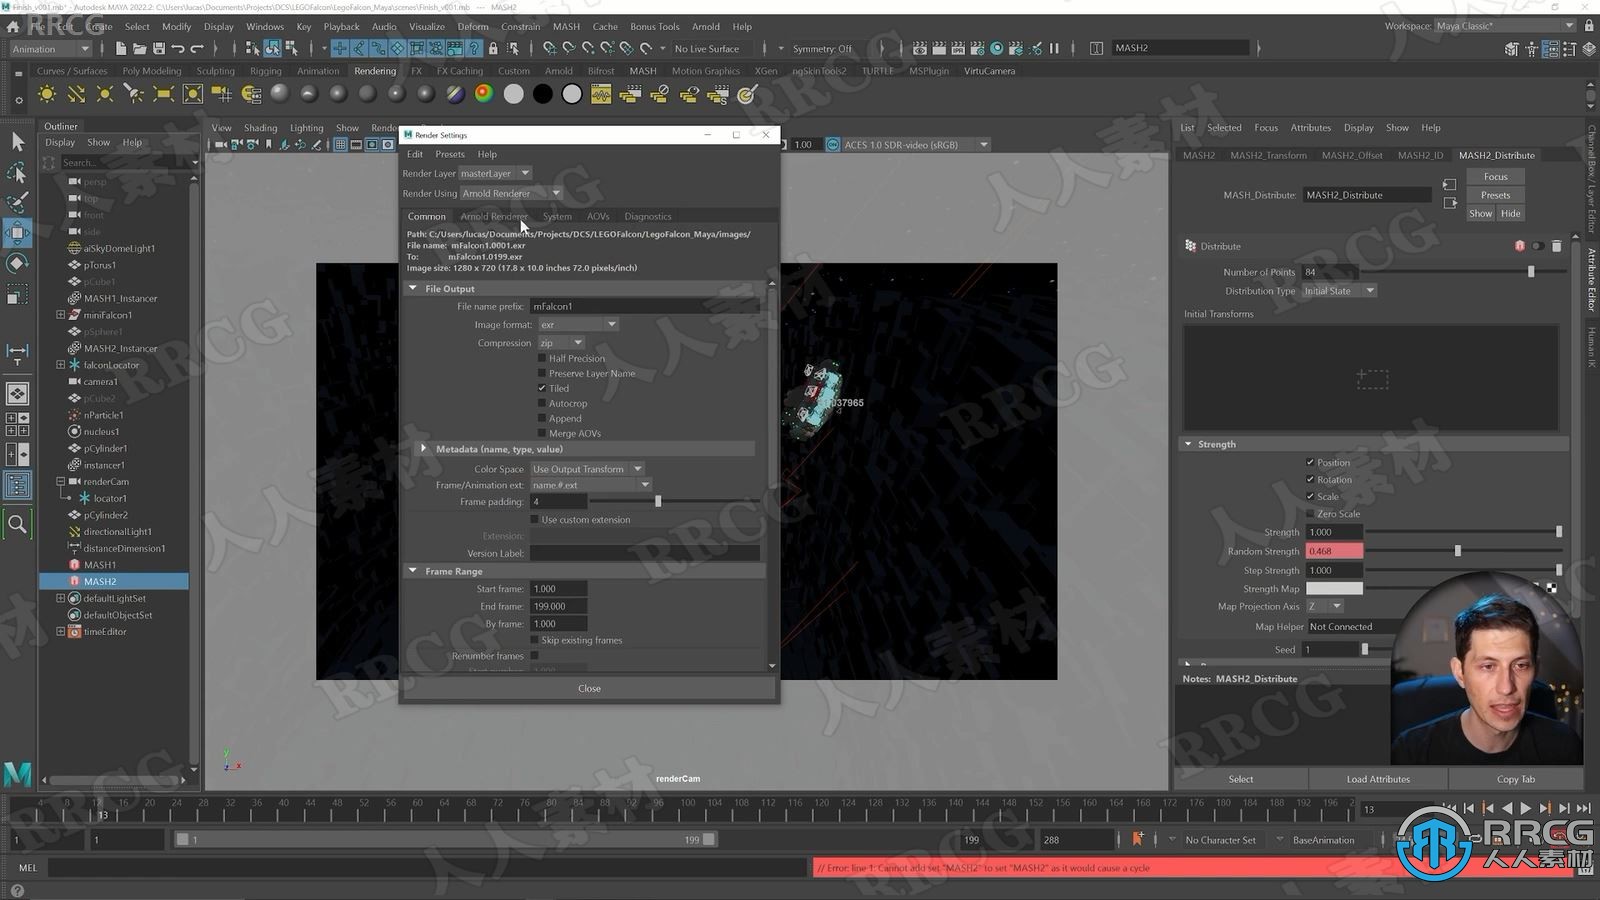 Finish_v001.mb* - Autodesk MAYA 2022.2: C:\Users\lucas\Documents\Projects\DCS\LEGOFalcon\LegoFalcon_Maya\scenes\Finish_v001.mb --- MASH2
Select Modify Display Windows Key Playback Audio Visualize Deform Constrain MASH Cache Bonus Tools Arnold Help
Workspace: Maya Classic*
Animation No Live Surface Symmetry: Off MASH2
Curves / Surfaces Poly Modeling Sculpting Rigging Animation Rendering FX FX Caching Custom Arnold Bifrost MASH Motion Graphics XGen ngSkinTools2 TURTLE MSPlugin VirtuCamera
Outliner
Display Show Help
Search...
persp
top
front
side
aiSkyDomeLight1
pTorus1
pCube1
MASH1_Instancer
miniFalcon1
pSphere1
MASH2_Instancer
falconLocator
camera1
pCube2
nParticle1
nucleus1
pCylinder1
instancer1
renderCam
locator1
pCylinder2
directionalLight1
distanceDimension1
MASH1
MASH2
defaultLightSet
defaultObjectSet
timeEditor
View Shading Lighting Show
1.00 ACES 1.0 SDR-video (sRGB)
Render Settings
Edit Presets Help
Render Layer masterLayer
Render Using Arnold Renderer
Common Arnold Renderer System AOVs Diagnostics
Path: C:/Users/lucas/Documents/Projects/DCS/LEGOFalcon/LegoFalcon_Maya/images/
File name: mFalcon1.0001.exr
To: mFalcon1.0199.exr
Image size: 1280 x 720 (17.8 x 10.0 inches 72.0 pixels/inch)
File Output
File name prefix: mFalcon1
Image format: exr
Compression zip
Half Precision
Preserve Layer Name
Tiled
Autocrop
Append
Merge AOVs
Metadata (name, type, value)
Color Space Use Output Transform
Frame/Animation ext: name.#.ext
Frame padding: 4
Use custom extension
Extension:
Version Label:
Frame Range
Start frame: 1.000
End frame: 199.000
By frame: 1.000
Skip existing frames
Renumber frames
Close
37965
renderCam
List Selected Focus Attributes Display Show Help
MASH2 MASH2_Transform MASH2_Offset MASH2_ID MASH2_Distribute
Focus
MASH_Distribute: MASH2_Distribute
Presets
Show Hide
Distribute
Number of Points 84
Distribution Type Initial State
Initial Transforms
Strength
Position
Rotation
Scale
Zero Scale
Strength 1.000
Random Strength 0.468
Step Strength 1.000
Strength Map
Map Projection Axis Z
Map Helper Not Connected
Seed 1
Notes: MASH2_Distribute
Select Load Attributes Copy Tab
Channel Box / Layer Editor
Attribute Editor
Human IK
4 8 12 16 20 24 28 32 36 40 44 48 52 56 60 64 68 72 76 80 84 88 92 96 100 104 108 112 116 120 124 128 132 136 140 144 148 152 156 160 164 168 172 176 180 184 188 192 196
13
13
1 1 1 199 199 288 No Character Set BaseAnimation
MEL
// Error: line 1: Cannot add set "MASH2" to set "MASH2" as it would cause a cycle
RRCG
人人素材